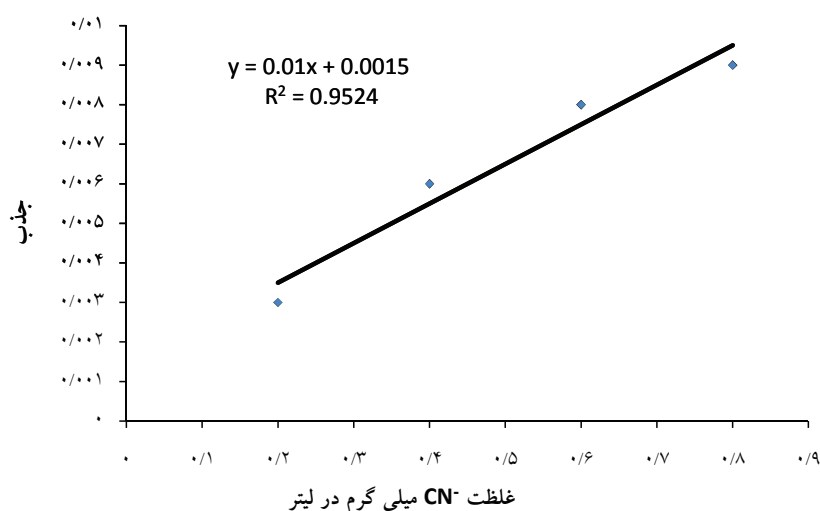 ۰/۰۱
۰/۰۰۹
۰/۰۰۸
۰/۰۰۷
۰/۰۰۶
۰/۰۰۵
۰/۰۰۴
۰/۰۰۳
۰/۰۰۲
۰/۰۰۱
۰
y = 0.01x + 0.0015
R² = 0.9524
جذب
۰ ۰/۱ ۰/۲ ۰/۳ ۰/۴ ۰/۵ ۰/۶ ۰/۷ ۰/۸ ۰/۹
غلظت CN⁻ میلی گرم در لیتر